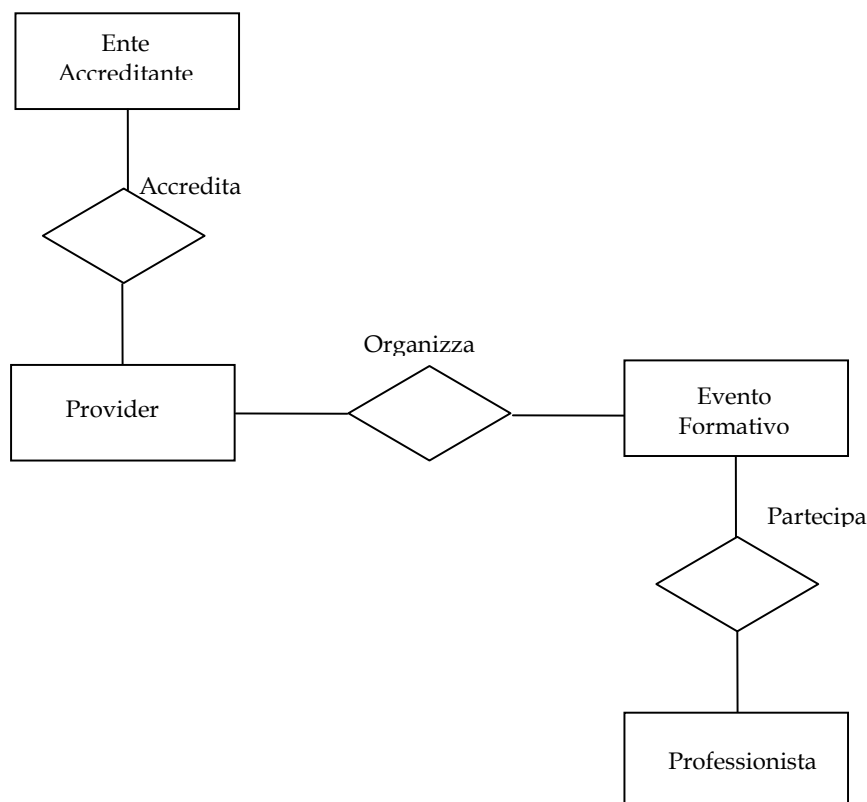 Ente
Accreditante
Accredita
Organizza
Provider
Evento
Formativo
Partecipa
Professionista